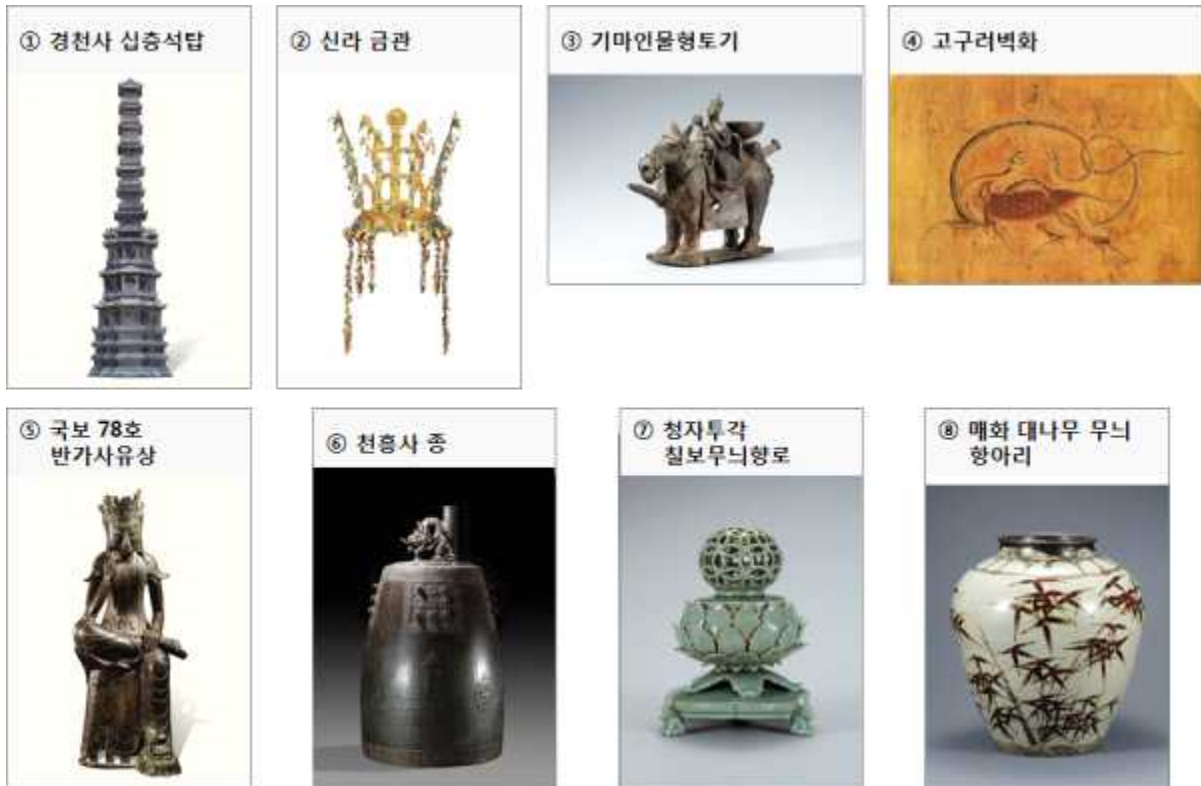 ① 경천사 십층석탑
② 신라 금관
③ 기마인물형토기
④ 고구려벽화
⑤ 국보 78호
반가사유상
⑥ 천흥사 종
⑦ 청자투각
칠보무늬향로
⑧ 매화 대나무 무늬
항아리